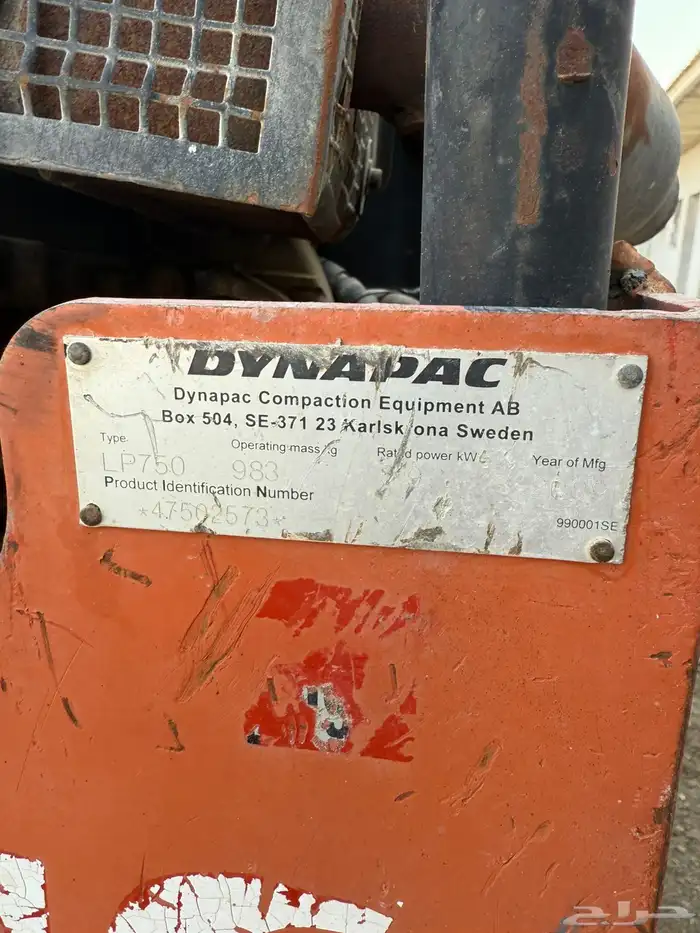 DYNAPAC
Dynapac Compaction Equipment AB
Box 504, SE-371 23 Karlskrona Sweden
Type Operating mass kg Rated power kW Year of Mfg
LP750 983
Product Identification Number
*47502573*
990001SE
حراج